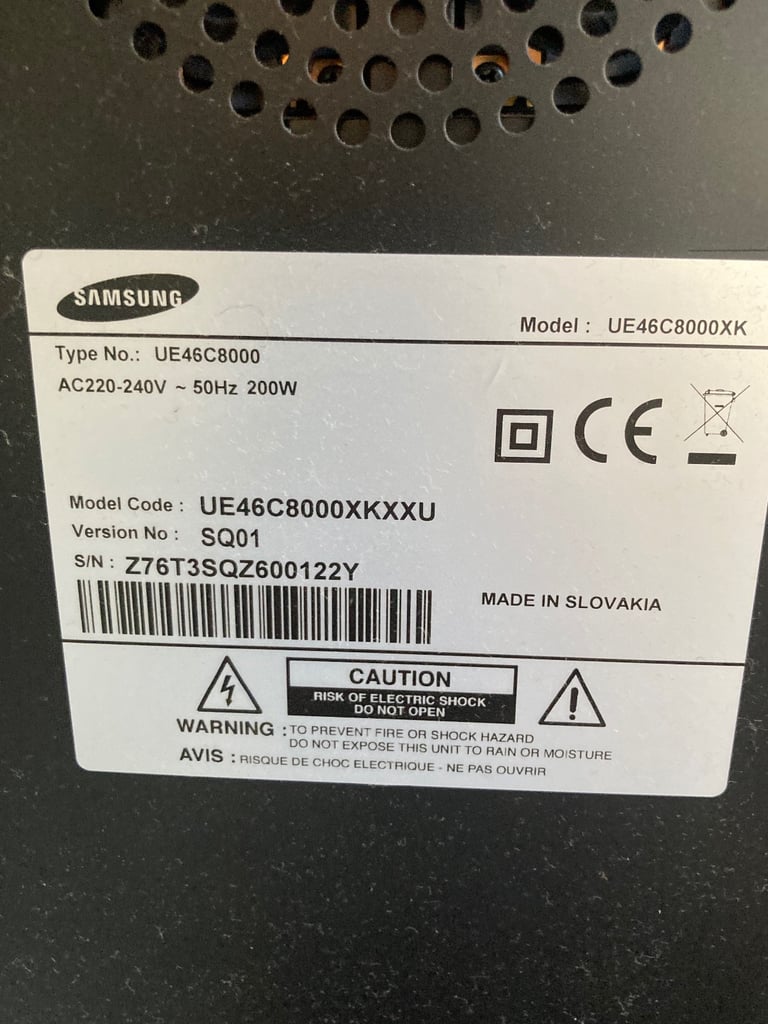 SAMSUNG
Model : UE46C8000XK
Type No.: UE46C8000
AC220-240V ~ 50Hz 200W
CE
Model Code : UE46C8000XKXXU
Version No : SQ01
S/N : Z76T3SQZ600122Y
MADE IN SLOVAKIA
CAUTION
RISK OF ELECTRIC SHOCK
DO NOT OPEN
WARNING : TO PREVENT FIRE OR SHOCK HAZARD
DO NOT EXPOSE THIS UNIT TO RAIN OR MOISTURE
AVIS : RISQUE DE CHOC ELECTRIQUE - NE PAS OUVRIR